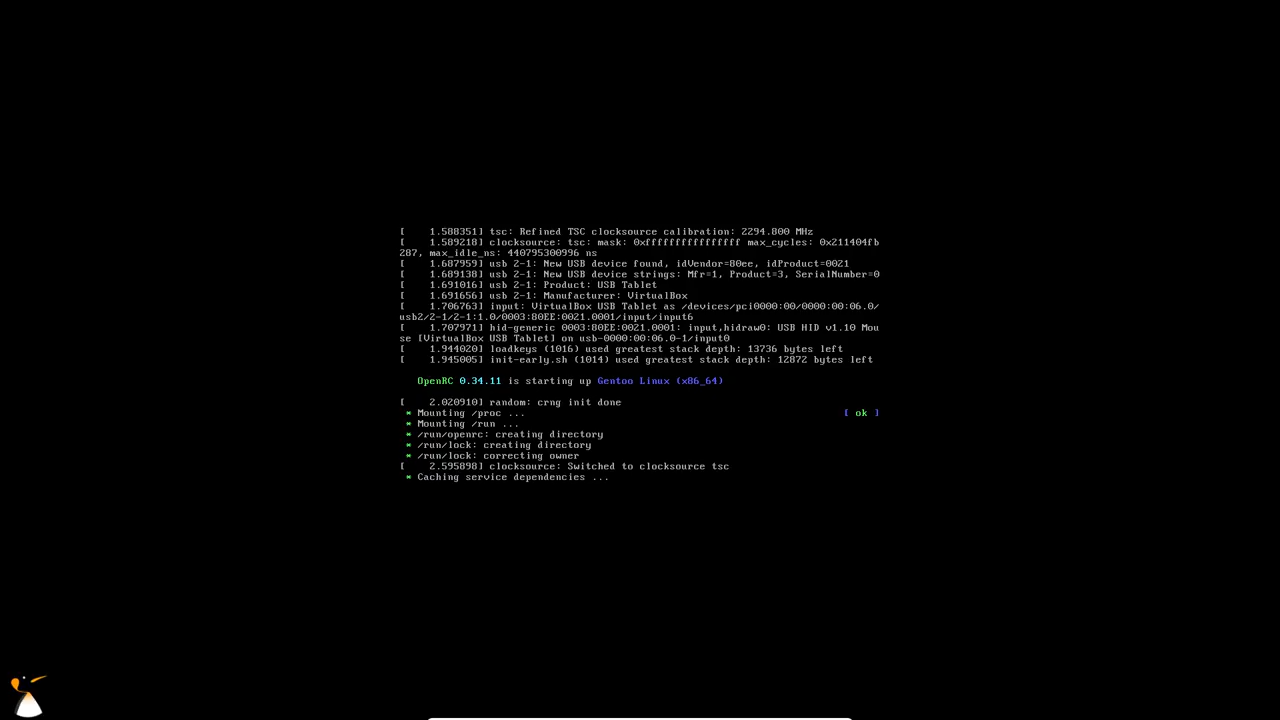 [    1.588351] tsc: Refined TSC clocksource calibration: 2294.800 MHz
[    1.589218] clocksource: tsc: mask: 0xffffffffffffffff max_cycles: 0x211404fb
287, max_idle_ns: 440795300996 ns
[    1.687959] usb 2-1: New USB device found, idVendor=80ee, idProduct=0021
[    1.689138] usb 2-1: New USB device strings: Mfr=1, Product=3, SerialNumber=0
[    1.691016] usb 2-1: Product: USB Tablet
[    1.691656] usb 2-1: Manufacturer: VirtualBox
[    1.706763] input: VirtualBox USB Tablet as /devices/pci0000:00/0000:00:06.0/
usb2/2-1/2-1:1.0/0003:80EE:0021.0001/input/input6
[    1.707971] hid-generic 0003:80EE:0021.0001: input,hidraw0: USB HID v1.10 Mou
se [VirtualBox USB Tablet] on usb-0000:00:06.0-1/input0
[    1.944020] loadkeys (1016) used greatest stack depth: 13736 bytes left
[    1.945005] init-early.sh (1014) used greatest stack depth: 12872 bytes left
OpenRC 0.34.11 is starting up Gentoo Linux (x86_64)
[    2.020910] random: crng init done
* Mounting /proc ... [ ok ]
* Mounting /run ...
* /run/openrc: creating directory
* /run/lock: creating directory
* /run/lock: correcting owner
[    2.595898] clocksource: Switched to clocksource tsc
* Caching service dependencies ...